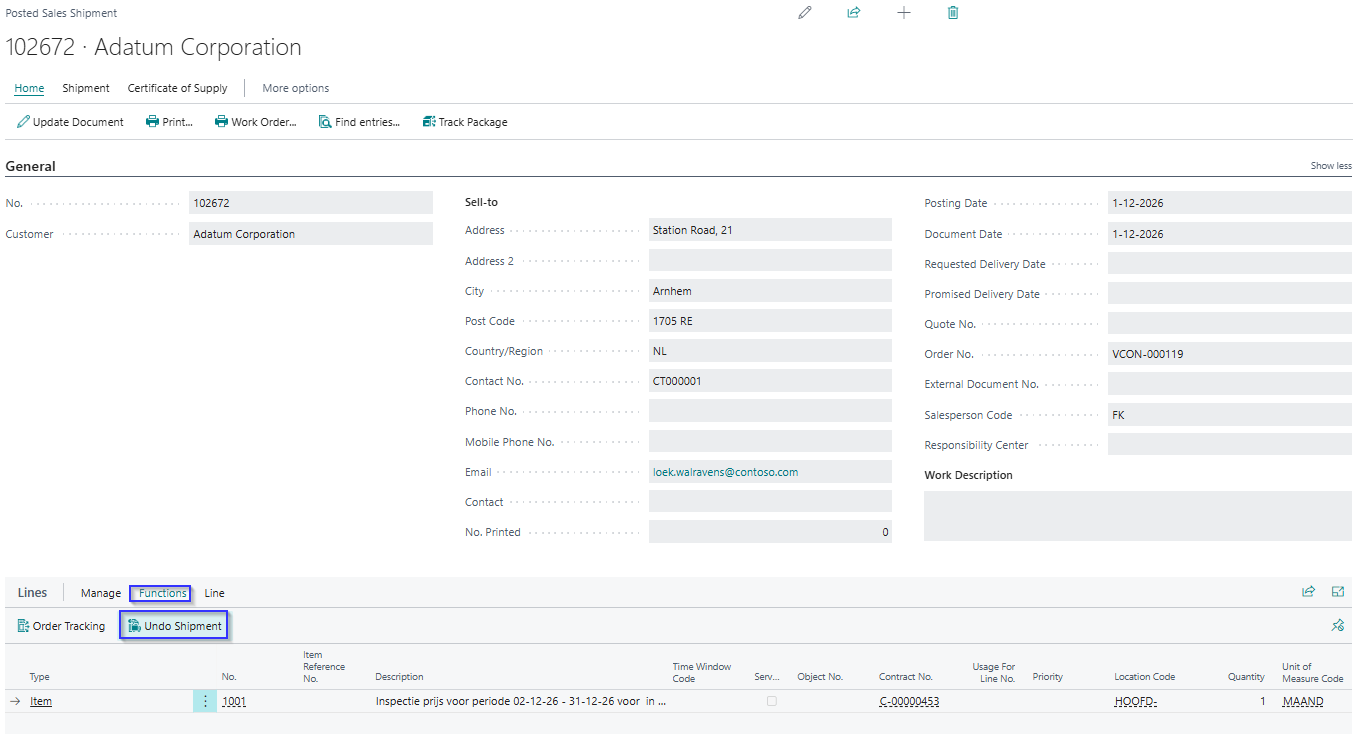 Posted Sales Shipment
102672 · Adatum Corporation
Home Shipment Certificate of Supply More options
Update Document Print... Work Order... Find entries... Track Package
General Show less
No. 102672
Customer Adatum Corporation
Sell-to
Address Station Road, 21
Address 2
City Arnhem
Post Code 1705 RE
Country/Region NL
Contact No. CT000001
Phone No.
Mobile Phone No.
Email loek.walravens@contoso.com
Contact
No. Printed 0
Posting Date 1-12-2026
Document Date 1-12-2026
Requested Delivery Date
Promised Delivery Date
Quote No.
Order No. VCON-000119
External Document No.
Salesperson Code FK
Responsibility Center
Work Description
Lines Manage Functions Line
Order Tracking Undo Shipment
Type No. Item Reference No. Description Time Window Code Serv... Object No. Contract No. Usage For Line No. Priority Location Code Quantity Unit of Measure Code
Item 1001 Inspectie prijs voor periode 02-12-26 - 31-12-26 voor in ... C-00000453 HOOFD- 1 MAAND